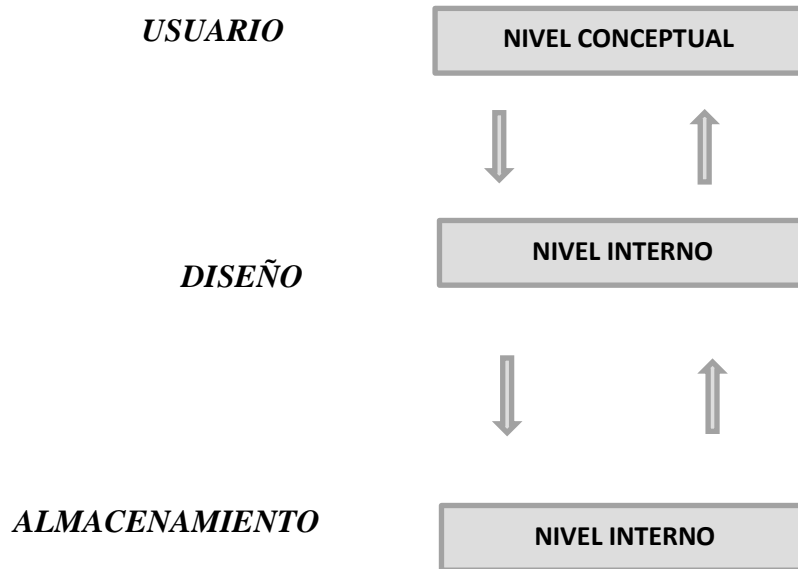 USUARIO
NIVEL CONCEPTUAL
DISEÑO
NIVEL INTERNO
ALMACENAMIENTO
NIVEL INTERNO